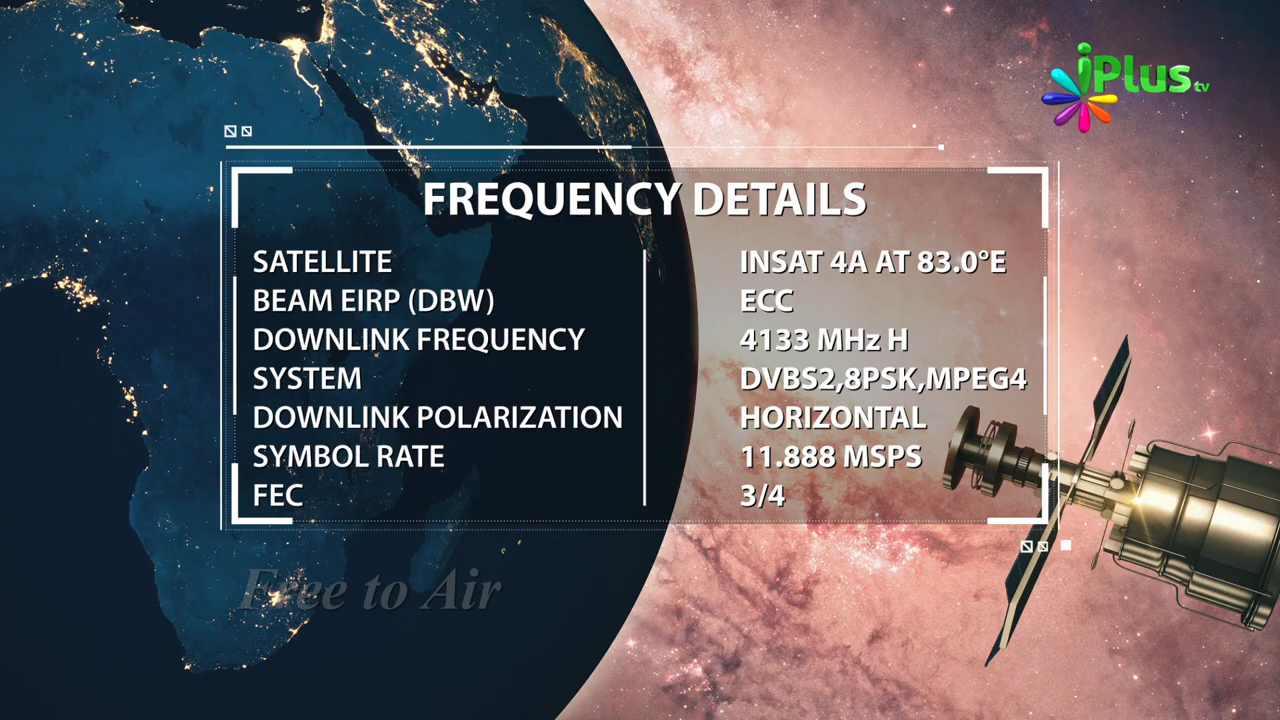 iPlus tv
FREQUENCY DETAILS
SATELLITE INSAT 4A AT 83.0°E
BEAM EIRP (DBW) ECC
DOWNLINK FREQUENCY 4133 MHz H
SYSTEM DVBS2,8PSK,MPEG4
DOWNLINK POLARIZATION HORIZONTAL
SYMBOL RATE 11.888 MSPS
FEC 3/4
Free to Air